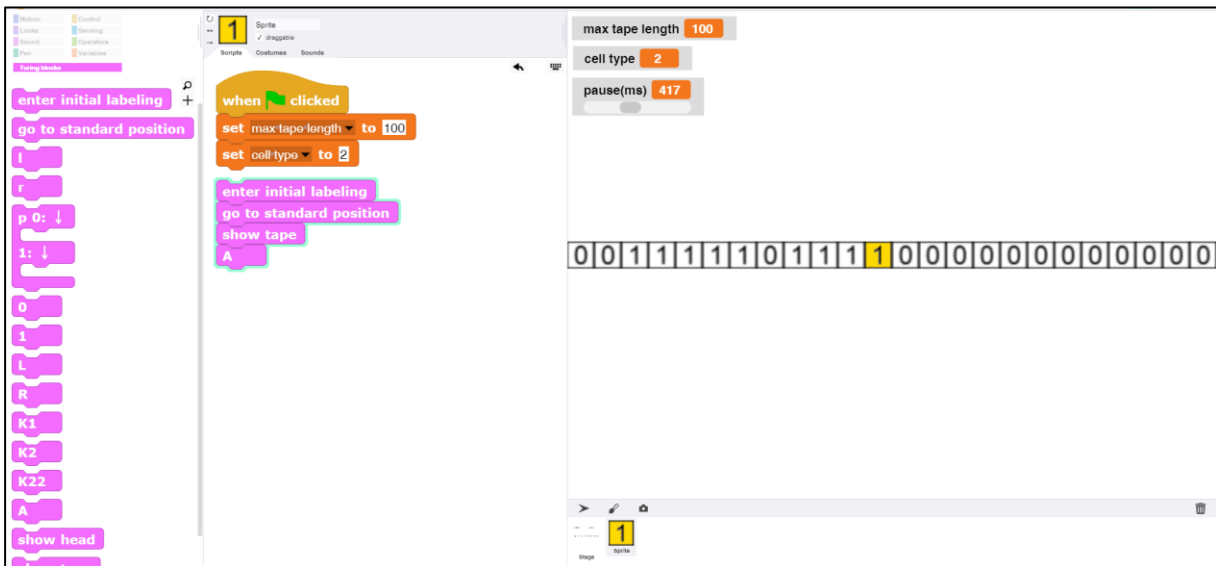 Motion
Control
Looks
Sensing
Sound
Operators
Pen
Variables
Turing blocks
enter initial labeling
go to standard position
l
r
p 0: ↓
1: ↓
0
1
L
R
K1
K2
K22
A
show head
1
Sprite
✓ draggable
Scripts Costumes Sounds
when clicked
set max tape length to 100
set cell type to 2
enter initial labeling
go to standard position
show tape
A
max tape length 100
cell type 2
pause(ms) 417
0 0 1 1 1 1 1 0 1 1 1 1 0 0 0 0 0 0 0 0 0 0 0 0
Stage
1
Sprite